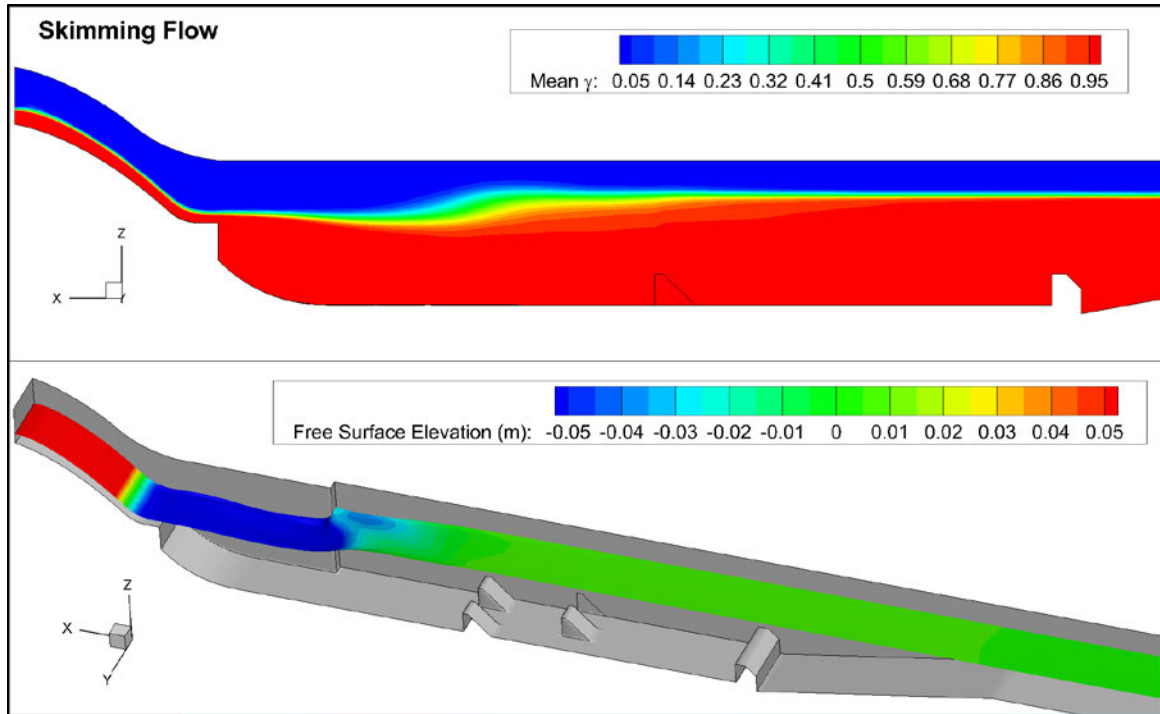 Skimming Flow
Mean γ: 0.05 0.14 0.23 0.32 0.41 0.5 0.59 0.68 0.77 0.86 0.95
Z
X
Y
Free Surface Elevation (m): -0.05 -0.04 -0.03 -0.02 -0.01 0 0.01 0.02 0.03 0.04 0.05
Z
X
Y